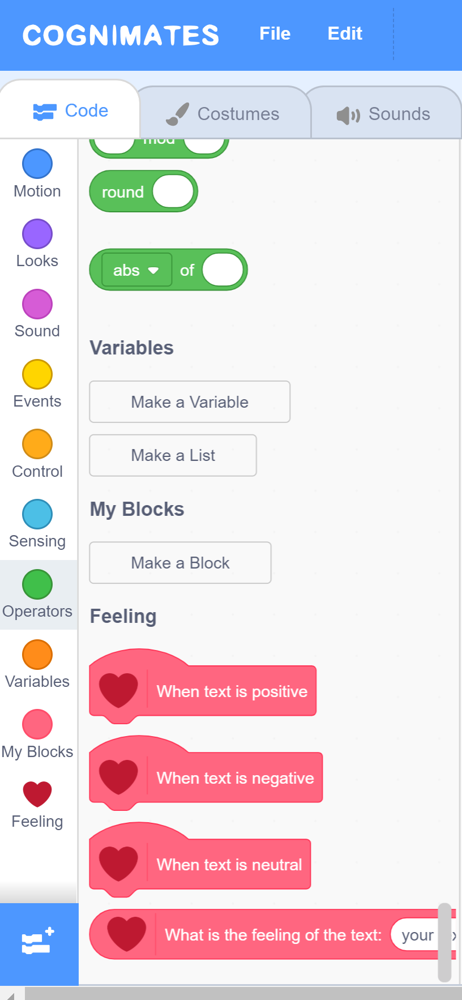 COGNIMATES File Edit
Code Costumes Sounds
mod
Motion
round
Looks
abs of
Sound
Variables
Events
Make a Variable
Make a List
Control
My Blocks
Sensing
Make a Block
Operators
Feeling
Variables
When text is positive
My Blocks
When text is negative
Feeling
When text is neutral
What is the feeling of the text: your